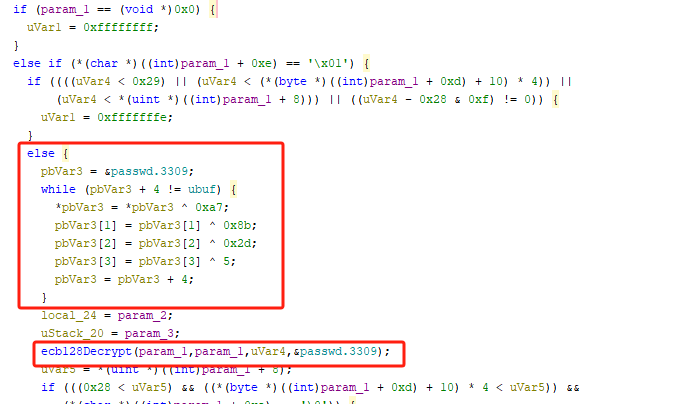 if (param_1 == (void *)0x0) {
uVar1 = 0xffffffff;
}
else if (*(char *)((int)param_1 + 0xe) == '\x01') {
if ((((uVar4 < 0x29) || (uVar4 < (*(byte *)((int)param_1 + 0xd) + 10) * 4)) ||
(uVar4 < *(uint *)((int)param_1 + 8))) || ((uVar4 - 0x28 & 0xf) != 0)) {
uVar1 = 0xfffffffe;
}
else {
pbVar3 = &passwd.3309;
while (pbVar3 + 4 != ubuf) {
*pbVar3 = *pbVar3 ^ 0xa7;
pbVar3[1] = pbVar3[1] ^ 0x8b;
pbVar3[2] = pbVar3[2] ^ 0x2d;
pbVar3[3] = pbVar3[3] ^ 5;
pbVar3 = pbVar3 + 4;
}
local_24 = param_2;
uStack_20 = param_3;
ecb128Decrypt(param_1,param_1,uVar4,&passwd.3309);
uVar5 = *(uint *)((int)param_1 + 8);
if (((0x28 < uVar5) && ((*(byte *)((int)param_1 + 0xd) + 10) * 4 < uVar5)) &&